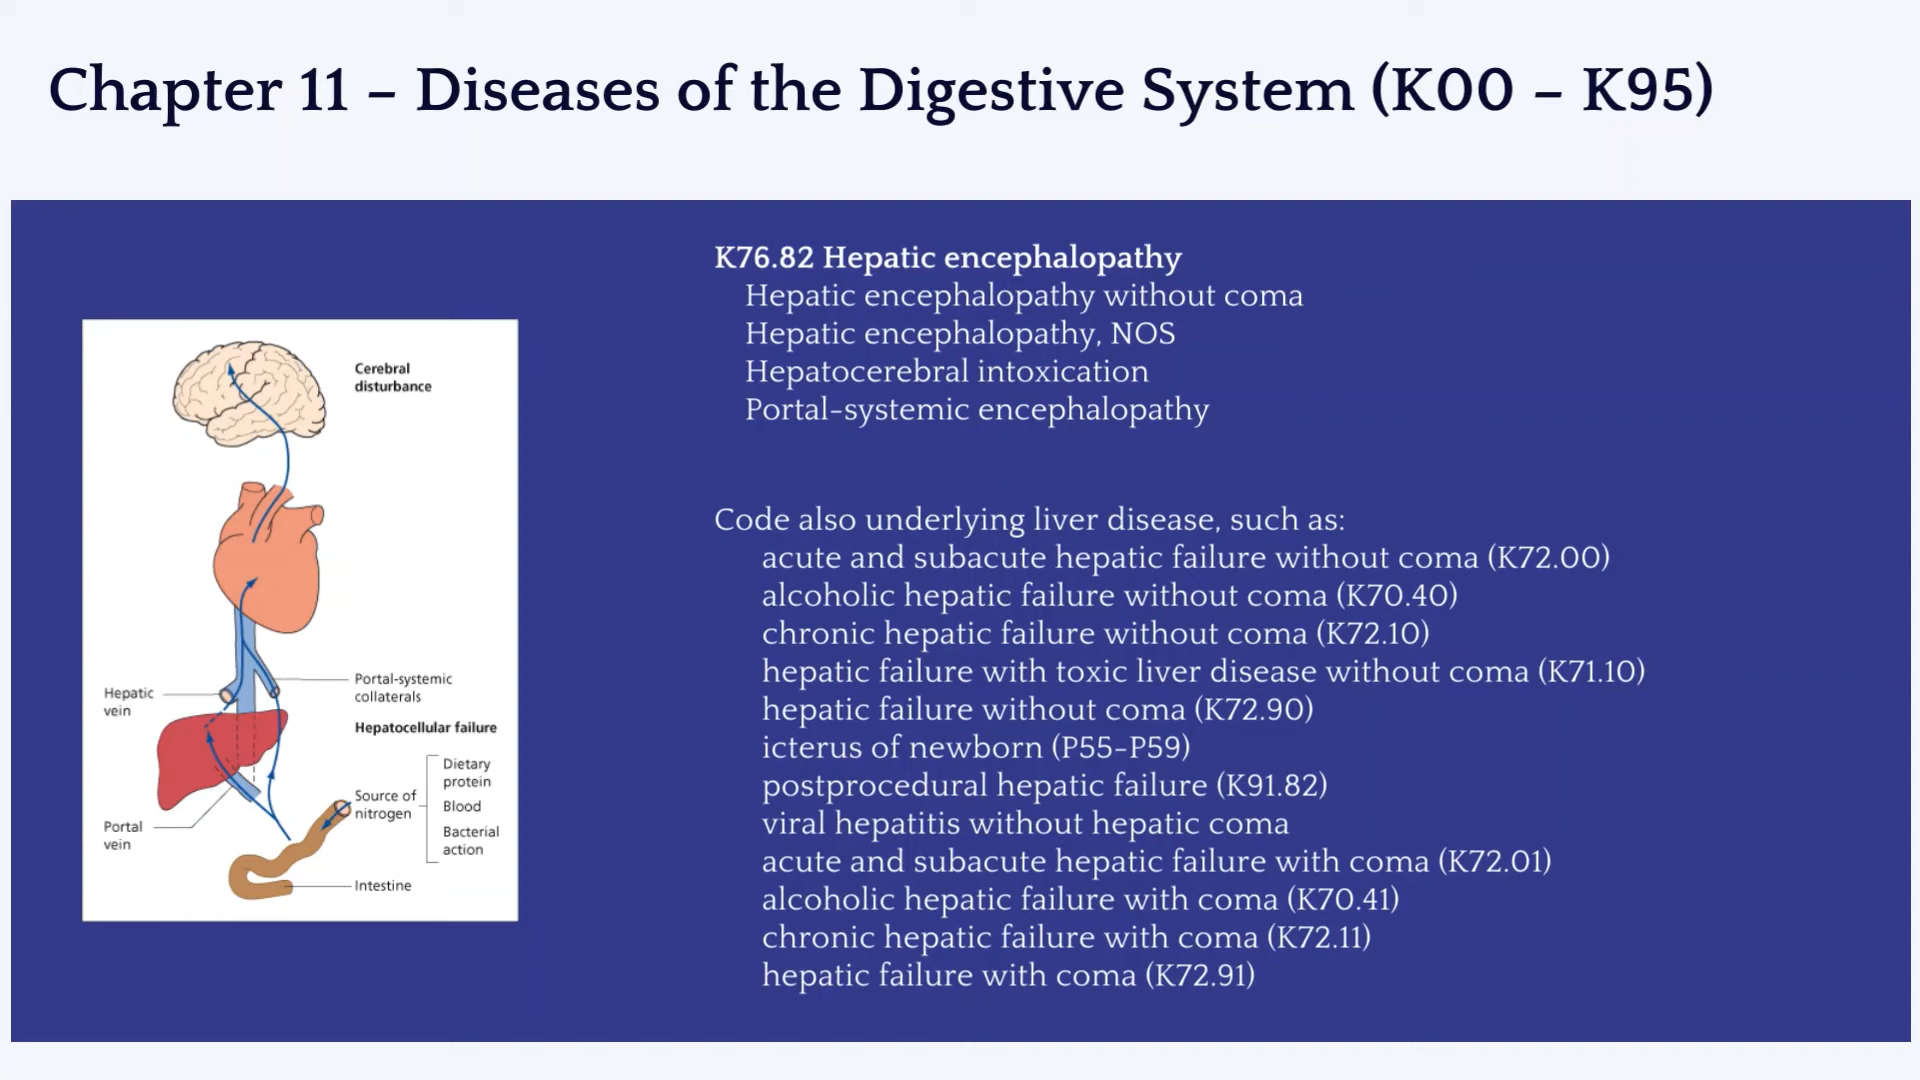 Chapter 11 – Diseases of the Digestive System (K00 – K95)
Cerebral
disturbance
Hepatic
vein
Portal-systemic
collaterals
Hepatocellular failure
Dietary
protein
Source of
nitrogen
Blood
Bacterial
action
Portal
vein
Intestine
K76.82 Hepatic encephalopathy
Hepatic encephalopathy without coma
Hepatic encephalopathy, NOS
Hepatocerebral intoxication
Portal-systemic encephalopathy
Code also underlying liver disease, such as:
acute and subacute hepatic failure without coma (K72.00)
alcoholic hepatic failure without coma (K70.40)
chronic hepatic failure without coma (K72.10)
hepatic failure with toxic liver disease without coma (K71.10)
hepatic failure without coma (K72.90)
icterus of newborn (P55-P59)
postprocedural hepatic failure (K91.82)
viral hepatitis without hepatic coma
acute and subacute hepatic failure with coma (K72.01)
alcoholic hepatic failure with coma (K70.41)
chronic hepatic failure with coma (K72.11)
hepatic failure with coma (K72.91)